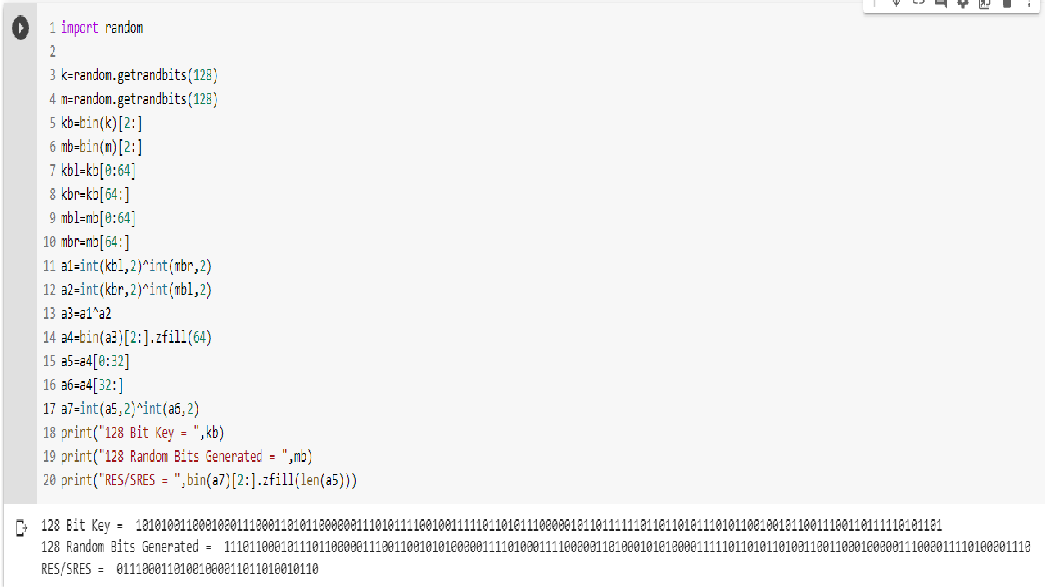 1 import random
2
3 k=random.getrandbits(128)
4 m=random.getrandbits(128)
5 kb=bin(k)[2:]
6 mb=bin(m)[2:]
7 kbl=kb[0:64]
8 kbr=kb[64:]
9 mbl=mb[0:64]
10 mbr=mb[64:]
11 a1=int(kbl,2)^int(mbr,2)
12 a2=int(kbr,2)^int(mbl,2)
13 a3=a1^a2
14 a4=bin(a3)[2:].zfill(64)
15 a5=a4[0:32]
16 a6=a4[32:]
17 a7=int(a5,2)^int(a6,2)
18 print("128 Bit Key = ",kb)
19 print("128 Random Bits Generated = ",mb)
20 print("RES/SRES = ",bin(a7)[2:].zfill(len(a5)))
128 Bit Key =
128 Random Bits Generated =
RES/SRES = 01110001101001000011011010010110